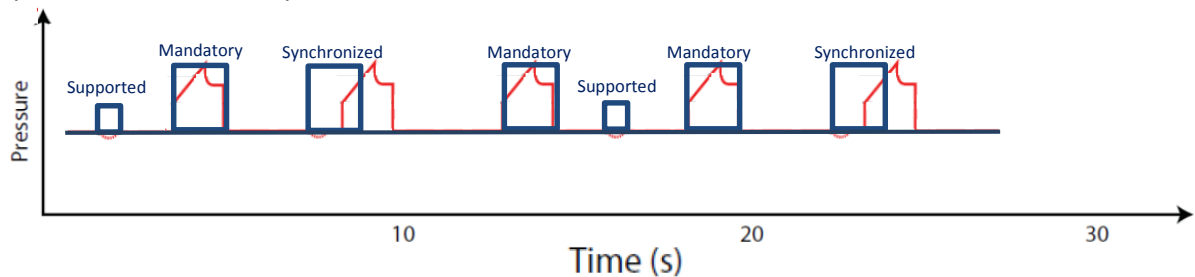 Mandatory
Synchronized
Mandatory
Mandatory
Synchronized
Supported
Supported
Pressure
10
20
30
Time (s)